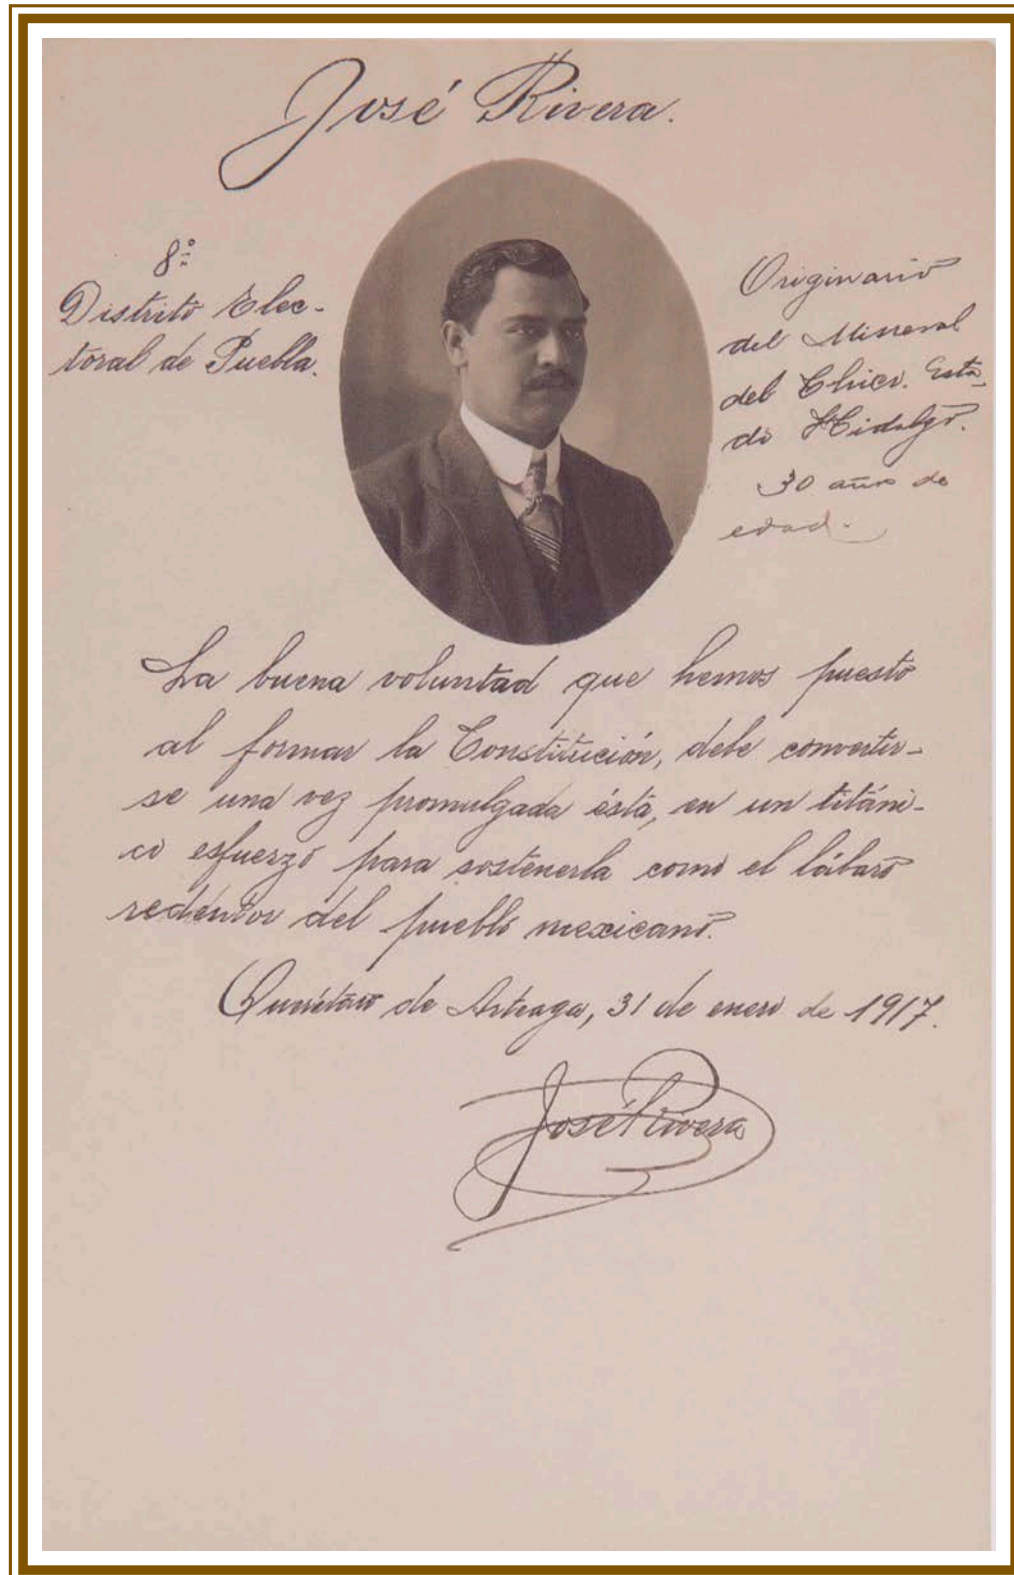 José Rivera.
8º
Distrito Elec-
toral de Puebla.
Originario
del Mineral
del Chico. Esta-
do Hidalgo.
30 años de
edad.
La buena voluntad que hemos puesto
al formar la Constitución, debe convertir-
se una vez promulgada ésta, en un titáni-
co esfuerzo para sostenerla como el lábaro
redentor del pueblo mexicano.
Querétaro de Arteaga, 31 de enero de 1917.
José Rivera